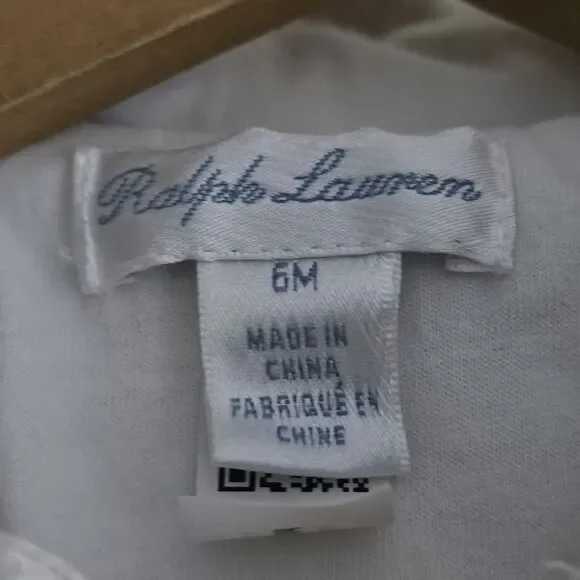 Ralph Lauren
6M
MADE IN
CHINA
FABRIQUÉ EN
CHINE